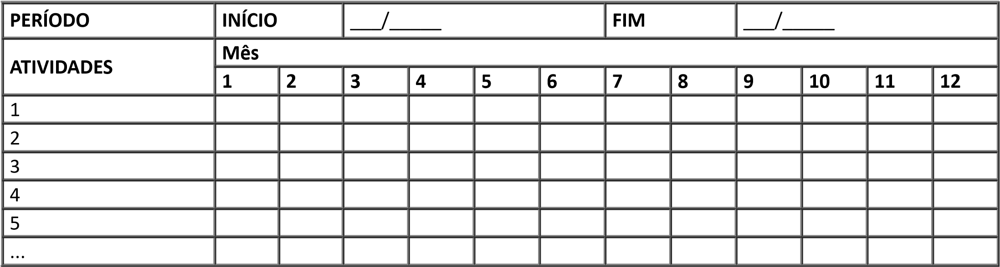 PERÍODO INÍCIO ___/_____ FIM ___/_____
ATIVIDADES
Mês
1 2 3 4 5 6 7 8 9 10 11 12
1
2
3
4
5
...